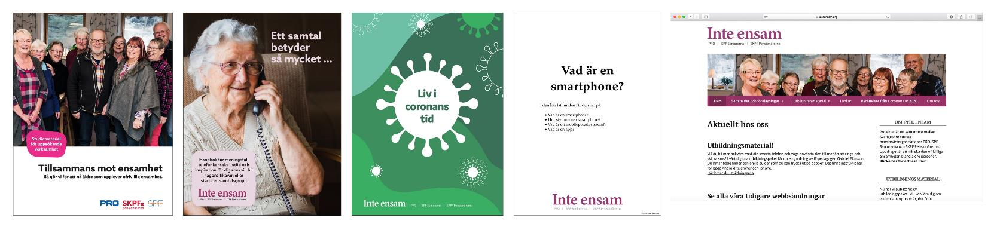 Studiematerial
för uppsökande
verksamhet
Tillsammans mot ensamhet
Så gör vi för att nå äldre som upplever ofrivillig ensamhet.
PRO SKPF
pensionärerna
SPF
SENIORERNA
Ett samtal
betyder
så mycket ...
Handbok för meningsfull
telefonkontakt – stöd och
inspiration för dig som vill bli
någons fikavän eller
starta en samtalsgrupp
Inte ensam
PRO | SPF Seniorerna | SKPF Pensionärerna
Liv i
coronans
tid
Inte ensam PRO | SPF Seniorerna | SKPF Pensionärerna
Vad är en
smartphone?
I den här lathunden får du svar på:
• Vad är en smartphone?
• Hur styr man en smartphone?
• Vad är ett mobiloperativsystem?
• Vad är en app?
Inte ensam
PRO | SPF Seniorerna | SKPF Pensionärerna
© Gabriel Eliasson
inteensam.org
Inte ensam
PRO | SPF Seniorerna | SKPF Pensionärerna
Hem Seminarier och föreläsningar Utbildningsmaterial Länkar Berättelser från Coronans år 2020 Om oss
Aktuellt hos oss
Utbildningsmaterial!
Vill du bli mer bekväm med din smarta telefon och våga använda den till mer än att ringa och
skicka sms? I vårt digitala utbildningspaket får du en guidning av IT-pedagogen Gabriel Eliasson.
Du hittar både filmer och enkla guider som du kan trycka ut på papper. Det finns instruktioner
för både Android-telefoner och Iphone.
Här hittar du utbildningarna
Se alla våra tidigare webbsändningar
OM INTE ENSAM
Projektet är ett samarbete mellan
Sveriges tre största
pensionärsorganisationer PRO, SPF
Seniorerna och SKPF Pensionärerna.
Uppdraget är att minska den ofrivilliga
ensamheten bland äldre personer.
Klicka här för att läsa mer!
UTBILDNINGSMATERIAL
Nu har vi publicerat ett
utbildningspaket - du kan lära dig om
vad en smartphone är, det finns